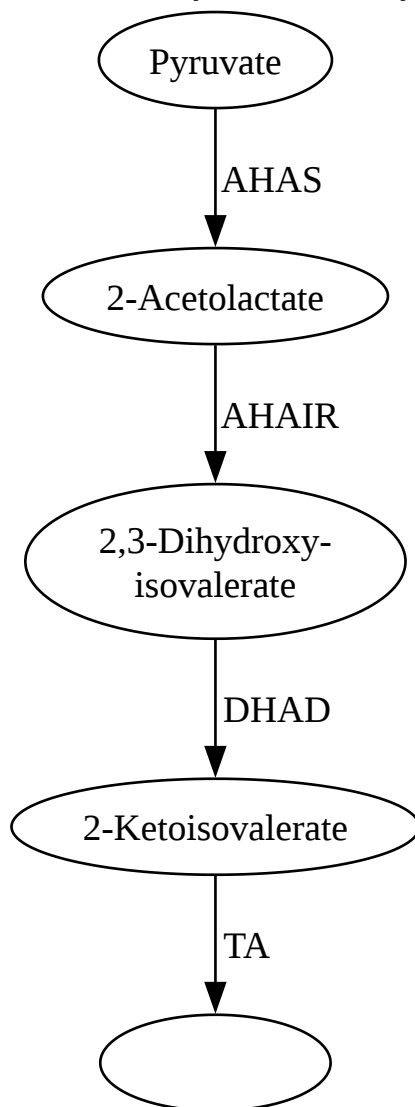 Pyruvate
AHAS
2-Acetolactate
AHAIR
2,3-Dihydroxy-
isovalerate
DHAD
2-Ketoisovalerate
TA